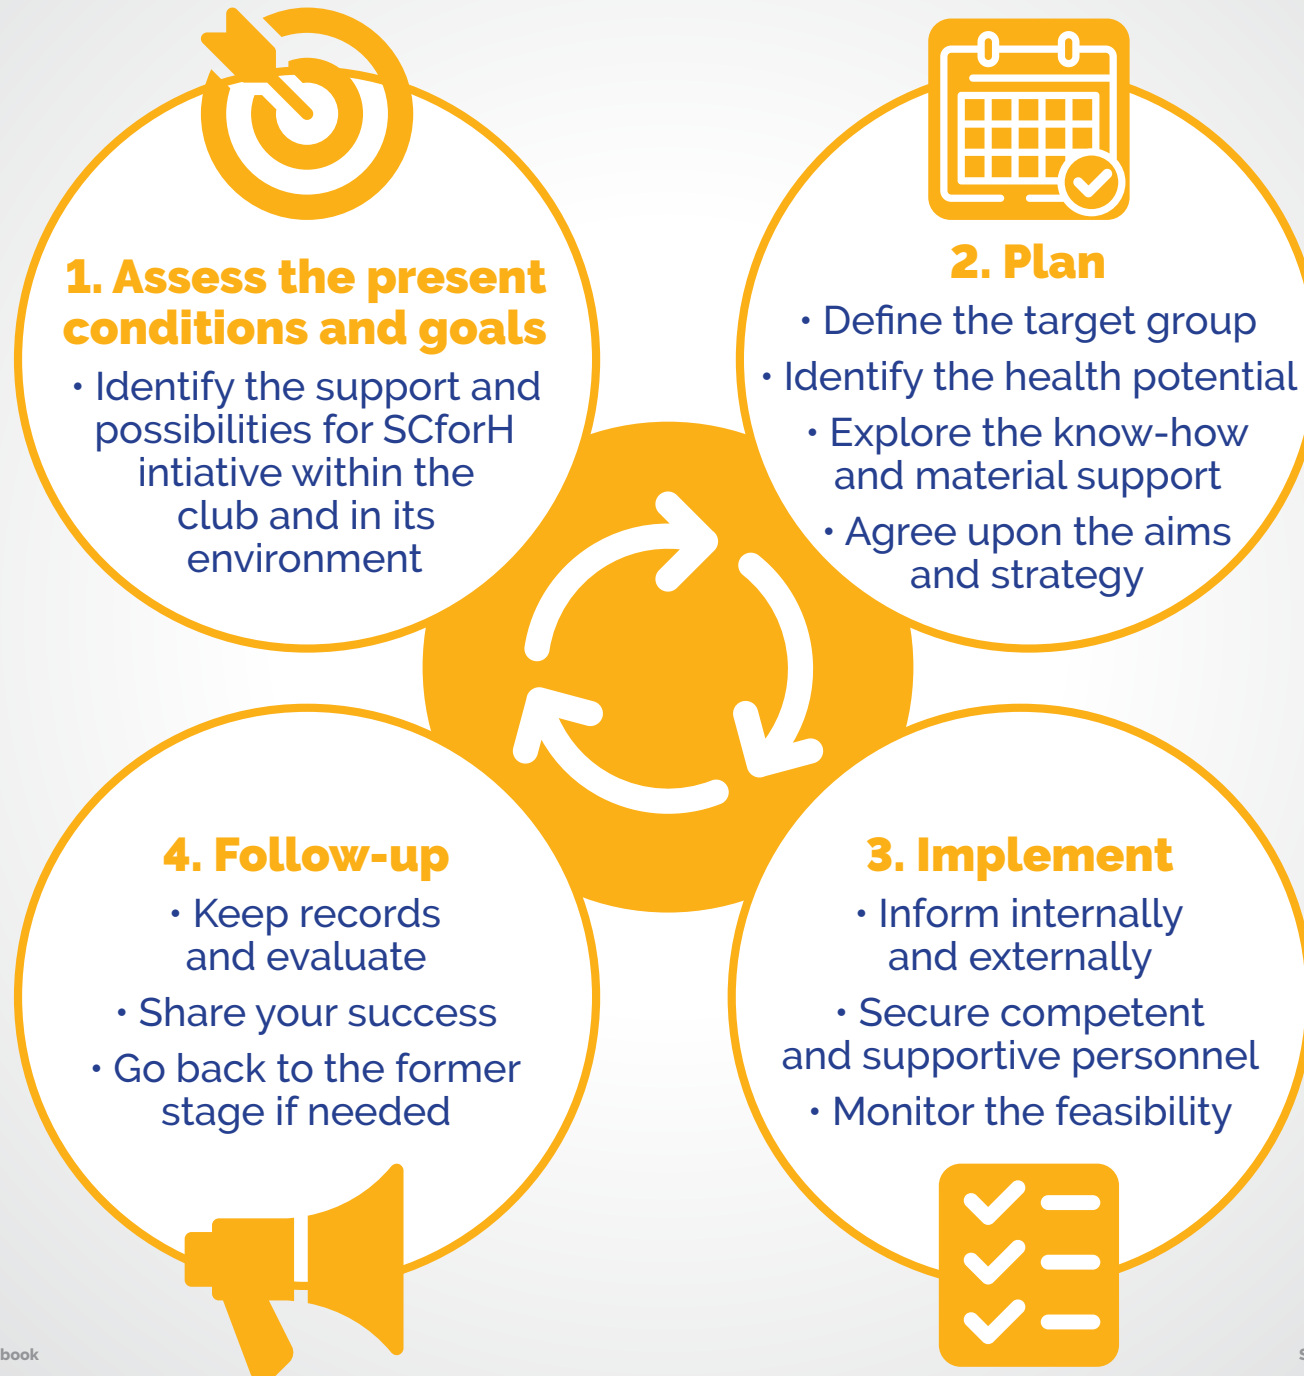 1. Assess the present
conditions and goals
• Identify the support and
possibilities for SCforH
intiative within the
club and in its
environment
2. Plan
• Define the target group
• Identify the health potential
• Explore the know-how
and material support
• Agree upon the aims
and strategy
3. Implement
• Inform internally
and externally
• Secure competent
and supportive personnel
• Monitor the feasibility
4. Follow-up
• Keep records
and evaluate
• Share your success
• Go back to the former
stage if needed
book